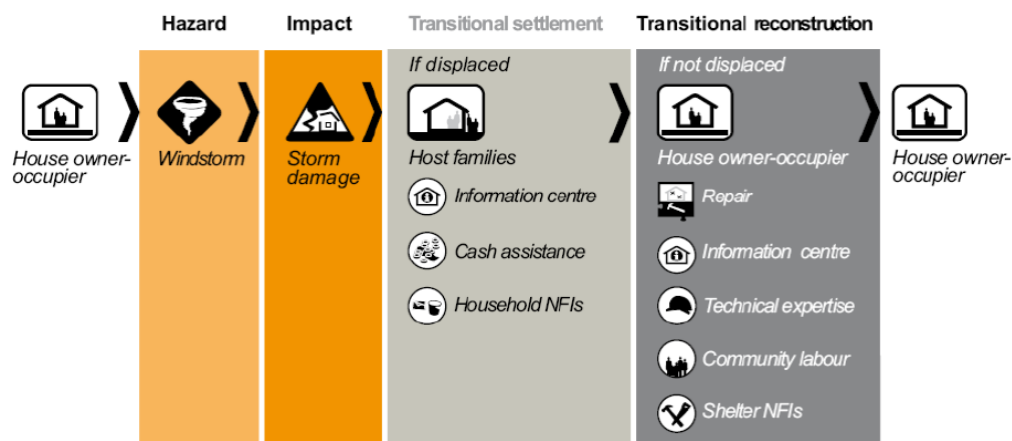 Hazard
Impact
Transitional settlement
Transitional reconstruction
If displaced
If not displaced
House owner-
occupier
Windstorm
Storm
damage
Host families
House owner-occupier
House owner-
occupier
Information centre
Cash assistance
Household NFIs
Repair
Information centre
Technical expertise
Community labour
Shelter NFIs